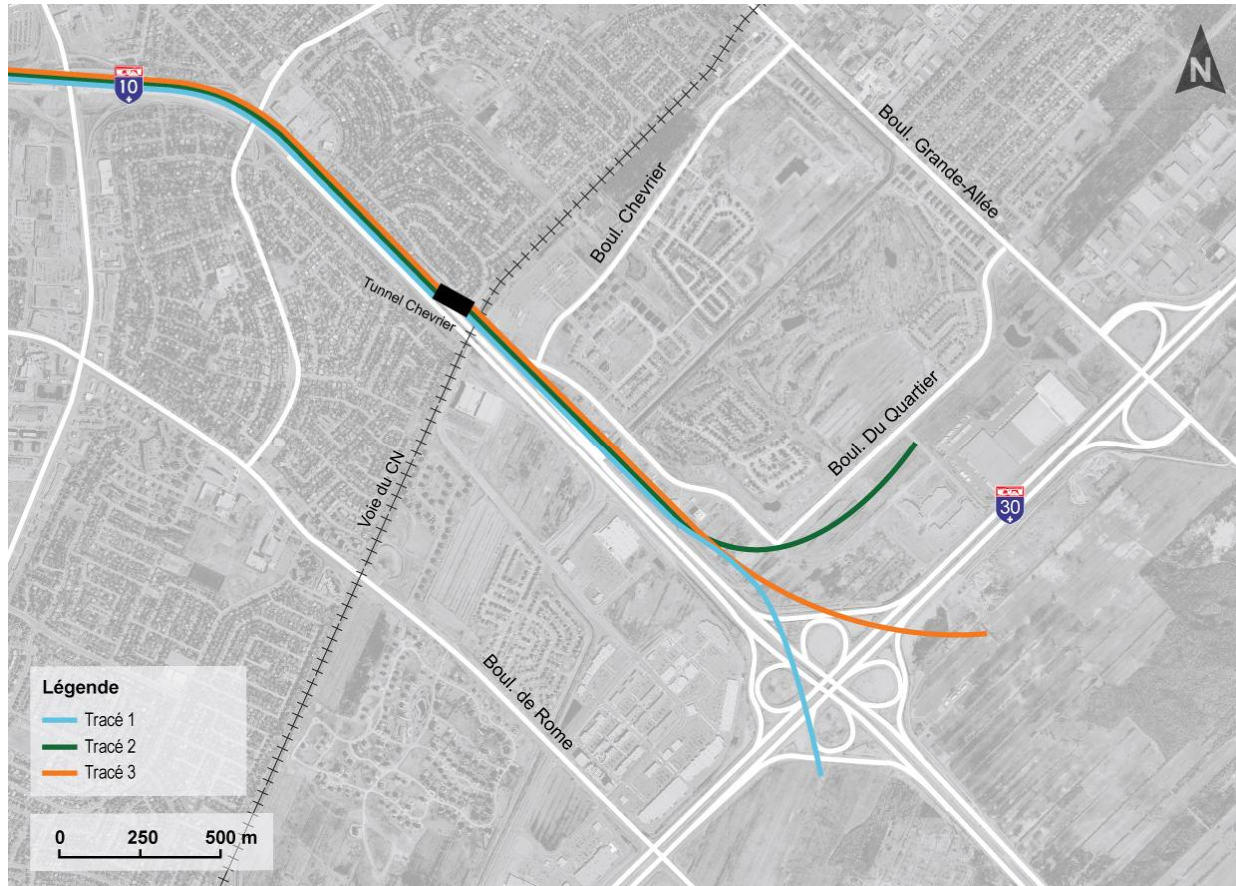 N
10
Boul. Grande-Allée
Boul. Chevrier
Tunnel Chevrier
Boul. Du Quartier
Voie du CN
30
Boul. de Rome
Légende
Tracé 1
Tracé 2
Tracé 3
0 250 500 m